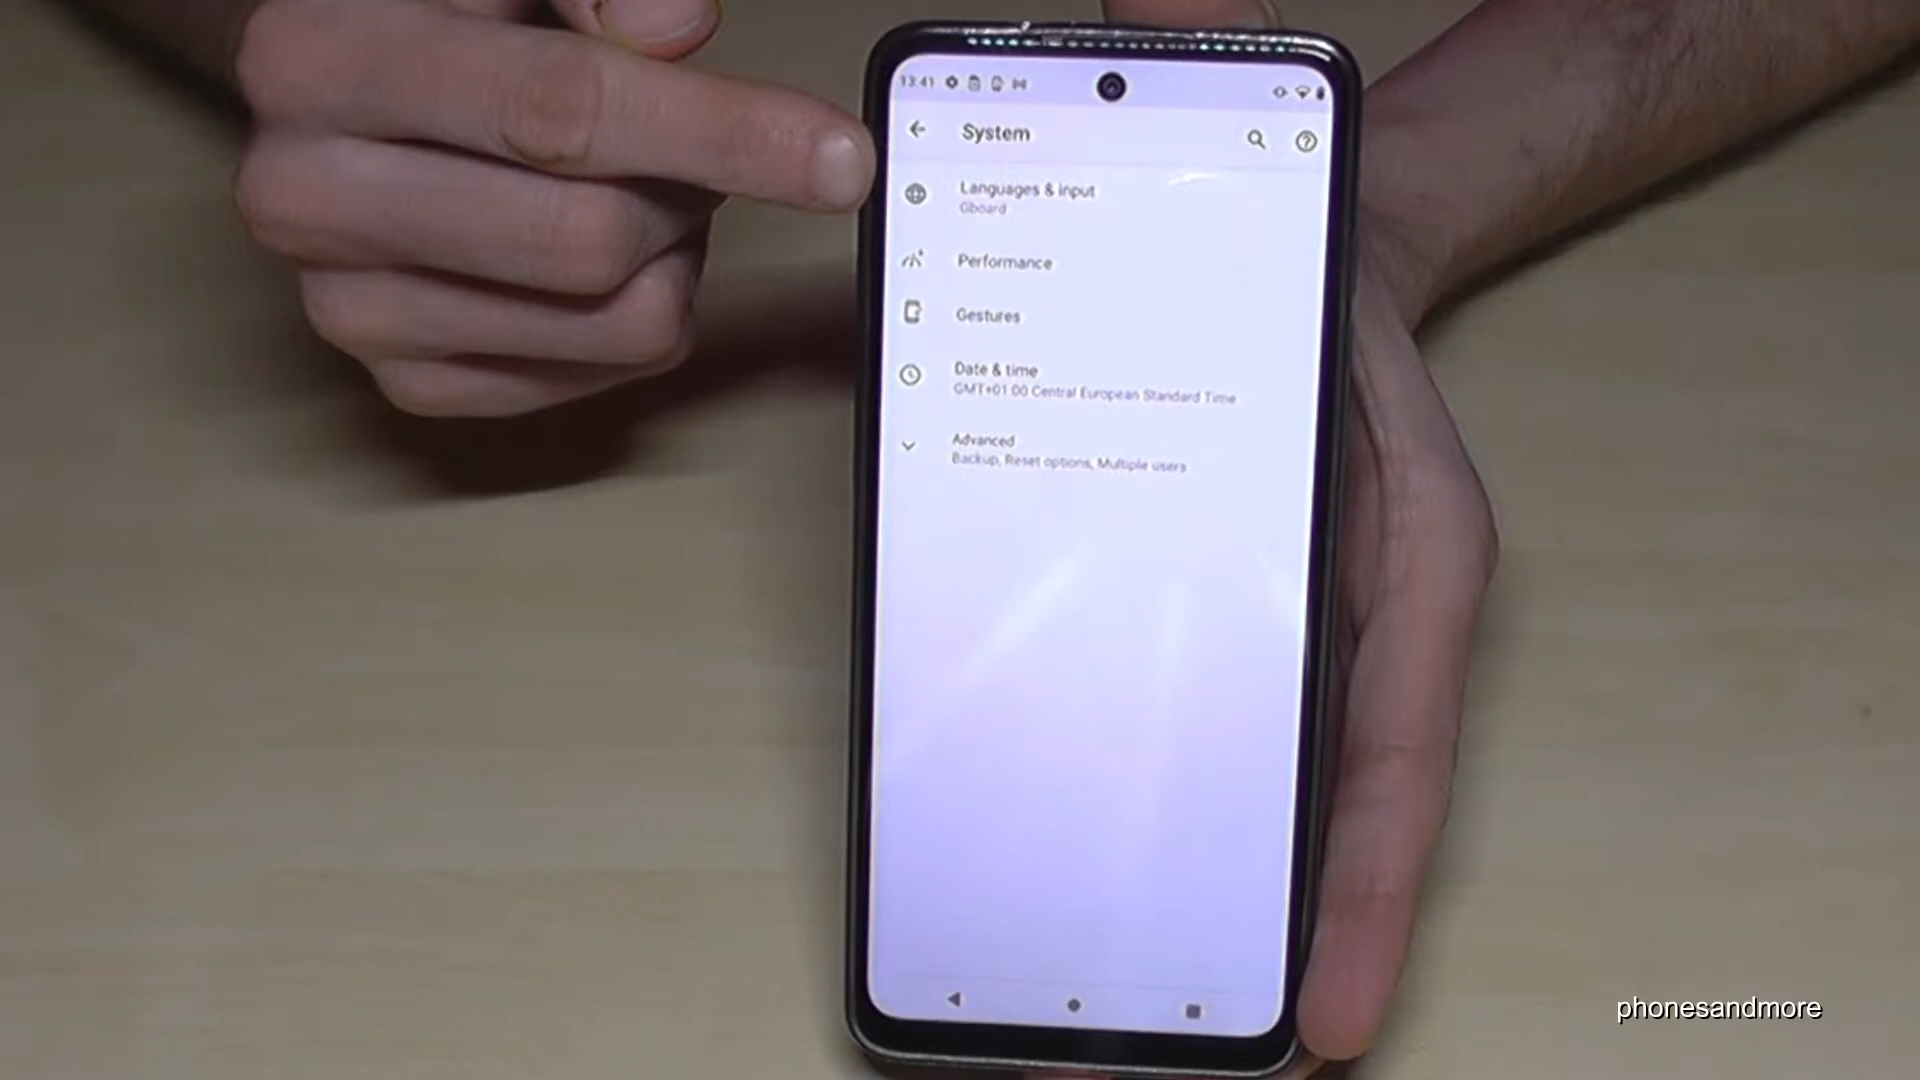 13:41
System
Languages & input
Gboard
Performance
Gestures
Date & time
GMT+01 00 Central European Standard Time
Advanced
Backup, Reset options, Multiple users
phonesandmore